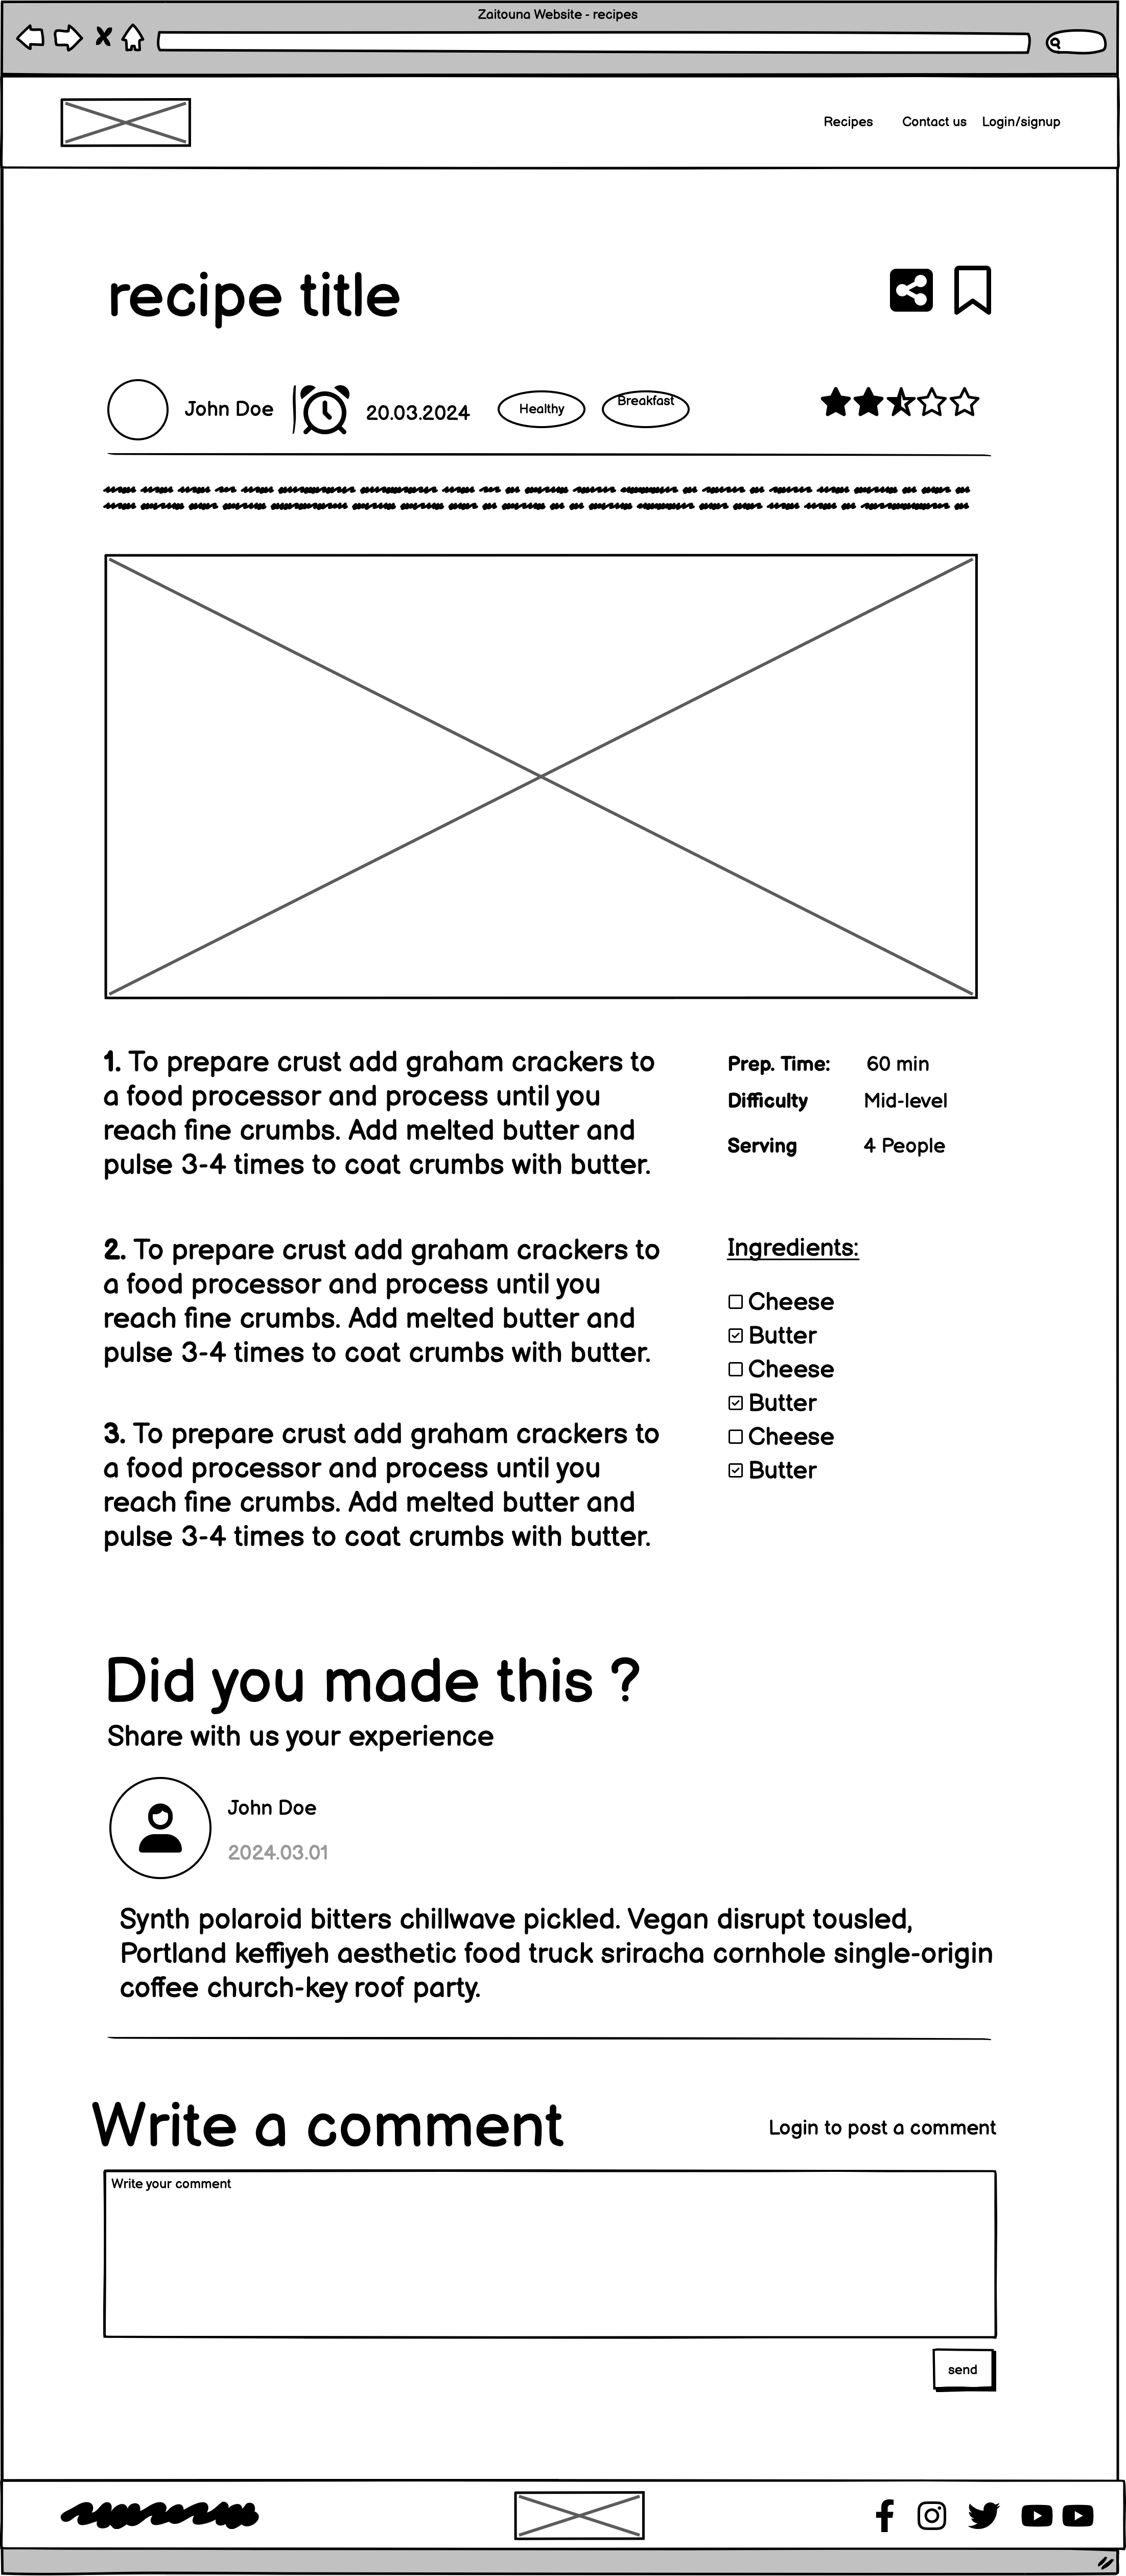 Zaitouna Website - recipes
Recipes Contact us Login/signup
recipe title
John Doe 20.03.2024 Healthy Breakfast
1. To prepare crust add graham crackers to
a food processor and process until you
reach fine crumbs. Add melted butter and
pulse 3-4 times to coat crumbs with butter.
Prep. Time: 60 min
Difficulty Mid-level
Serving 4 People
2. To prepare crust add graham crackers to
a food processor and process until you
reach fine crumbs. Add melted butter and
pulse 3-4 times to coat crumbs with butter.
3. To prepare crust add graham crackers to
a food processor and process until you
reach fine crumbs. Add melted butter and
pulse 3-4 times to coat crumbs with butter.
Ingredients:
Cheese
Butter
Cheese
Butter
Cheese
Butter
Did you made this ?
Share with us your experience
John Doe
2024.03.01
Synth polaroid bitters chillwave pickled. Vegan disrupt tousled,
Portland keffiyeh aesthetic food truck sriracha cornhole single-origin
coffee church-key roof party.
Write a comment
Login to post a comment
Write your comment
send